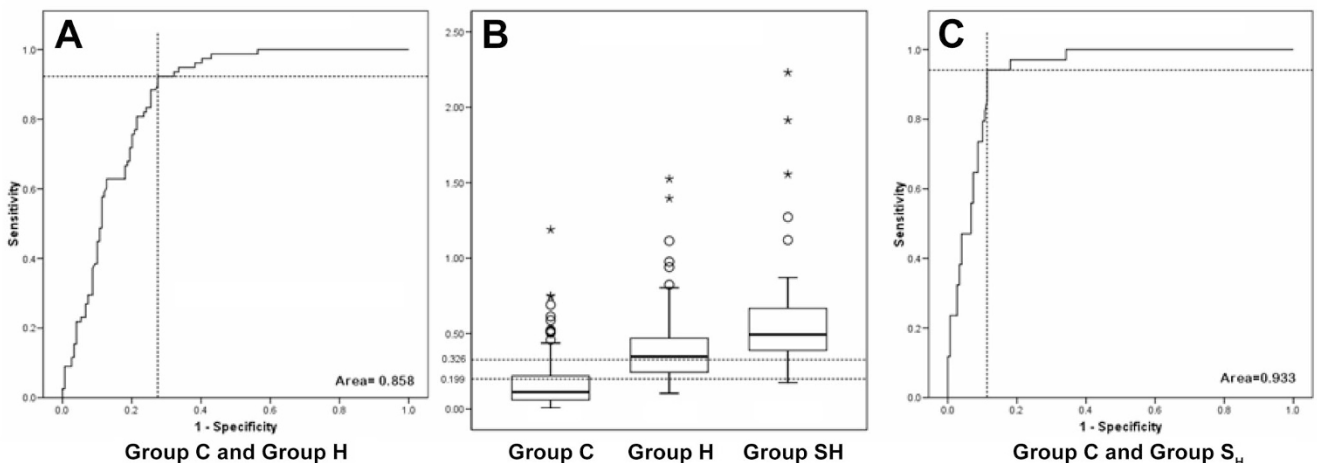 A
1.0
0.8
0.6
0.4
0.2
0.0
Sensitivity
0.0 0.2 0.4 0.6 0.8 1.0
1 - Specificity
Area= 0.858
Group C and Group H
B
2.50
2.00
1.50
1.00
0.50
0.326
0.199
0.00
Group C Group H Group SH
C
1.0
0.8
0.6
0.4
0.2
0.0
Sensitivity
0.0 0.2 0.4 0.6 0.8 1.0
1 - Specificity
Area=0.933
Group C and Group S_H